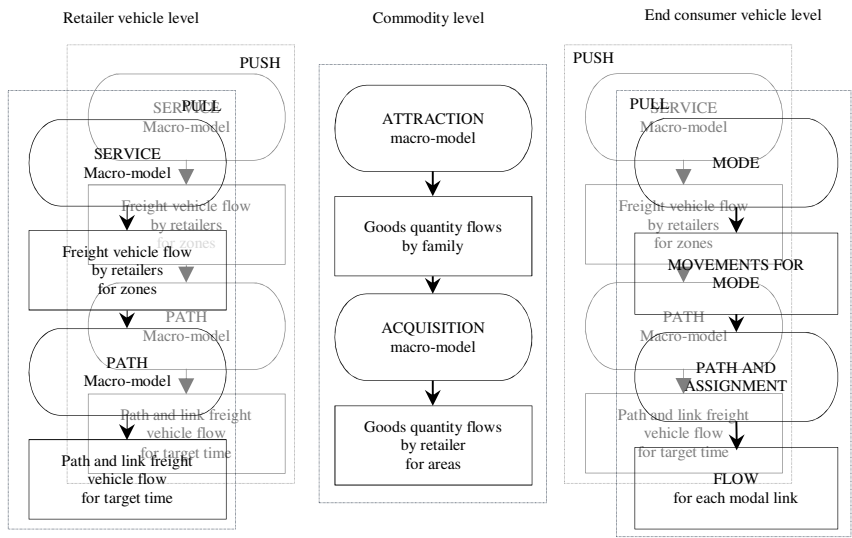 Retailer vehicle level
Commodity level
End consumer vehicle level
PUSH
SERVICE
Macro-model
Freight vehicle flow
by retailers
for zones
PATH
Macro-model
Path and link freight
vehicle flow
for target time
PULL
SERVICE
Macro-model
Freight vehicle flow
by retailers
for zones
PATH
Macro-model
Path and link freight
vehicle flow
for target time
ATTRACTION
macro-model
Goods quantity flows
by family
ACQUISITION
macro-model
Goods quantity flows
by retailer
for areas
PUSH
SERVICE
Macro-model
Freight vehicle flow
by retailers
for zones
PATH
Macro-model
Path and link freight
vehicle flow
for target time
PULL
MODE
MOVEMENTS FOR
MODE
PATH AND
ASSIGNMENT
FLOW
for each modal link